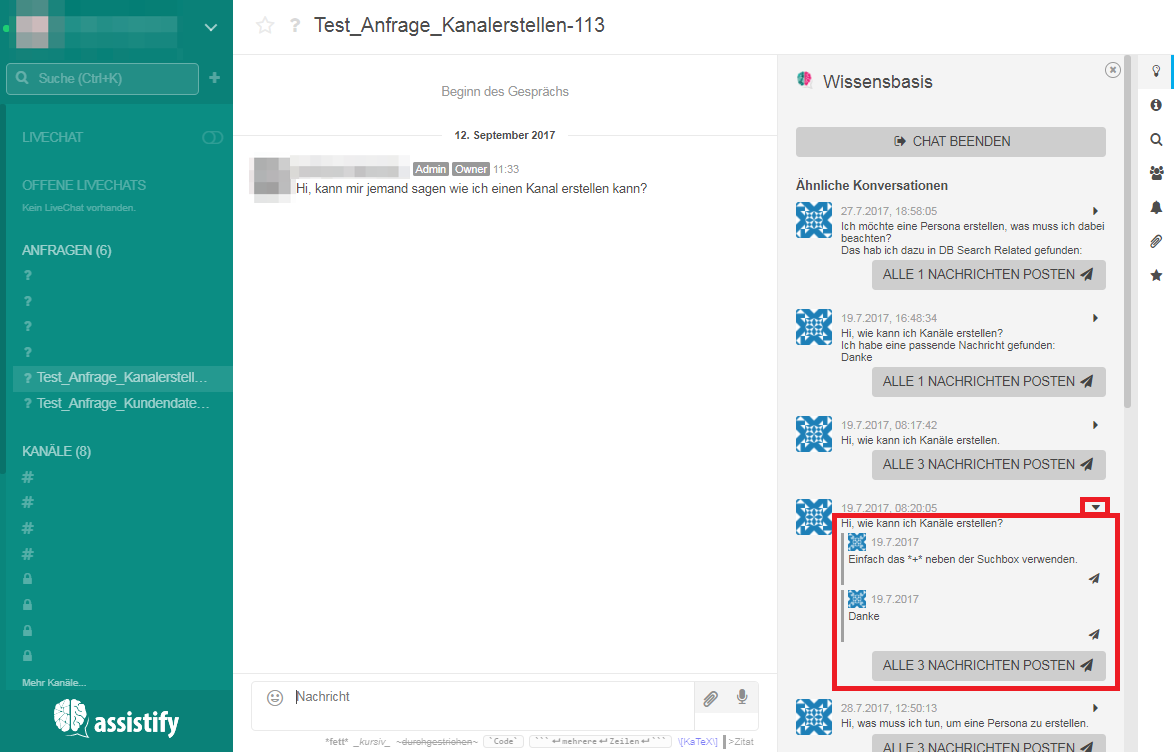 Suche (Ctrl+K)
+
LIVECHAT
OFFENE LIVECHATS
Kein LiveChat vorhanden.
ANFRAGEN (6)
?
?
?
?
? Test_Anfrage_Kanalerstell...
? Test_Anfrage_Kundendate...
KANÄLE (8)
#
#
#
#
Mehr Kanäle...
assistify
? Test_Anfrage_Kanalerstellen-113
Beginn des Gesprächs
12. September 2017
Admin Owner 11:33
Hi, kann mir jemand sagen wie ich einen Kanal erstellen kann?
Nachricht
*fett* _kursiv_ ~durchgestrichen~ `Code` ```↵mehrere↵Zeilen↵``` \[KaTeX\] >Zitat
Wissensbasis
CHAT BEENDEN
Ähnliche Konversationen
27.7.2017, 18:58:05
Ich möchte eine Persona erstellen, was muss ich dabei
beachten?
Das hab ich dazu in DB Search Related gefunden:
ALLE 1 NACHRICHTEN POSTEN
19.7.2017, 16:48:34
Hi, wie kann ich Kanäle erstellen?
Ich habe eine passende Nachricht gefunden:
Danke
ALLE 1 NACHRICHTEN POSTEN
19.7.2017, 08:17:42
Hi, wie kann ich Kanäle erstellen.
ALLE 3 NACHRICHTEN POSTEN
19.7.2017, 08:20:05
Hi, wie kann ich Kanäle erstellen?
19.7.2017
Einfach das *+* neben der Suchbox verwenden.
19.7.2017
Danke
ALLE 3 NACHRICHTEN POSTEN
28.7.2017, 12:50:13
Hi, was muss ich tun, um eine Persona zu erstellen.
ALLE 3 NACHRICHTEN POSTEN